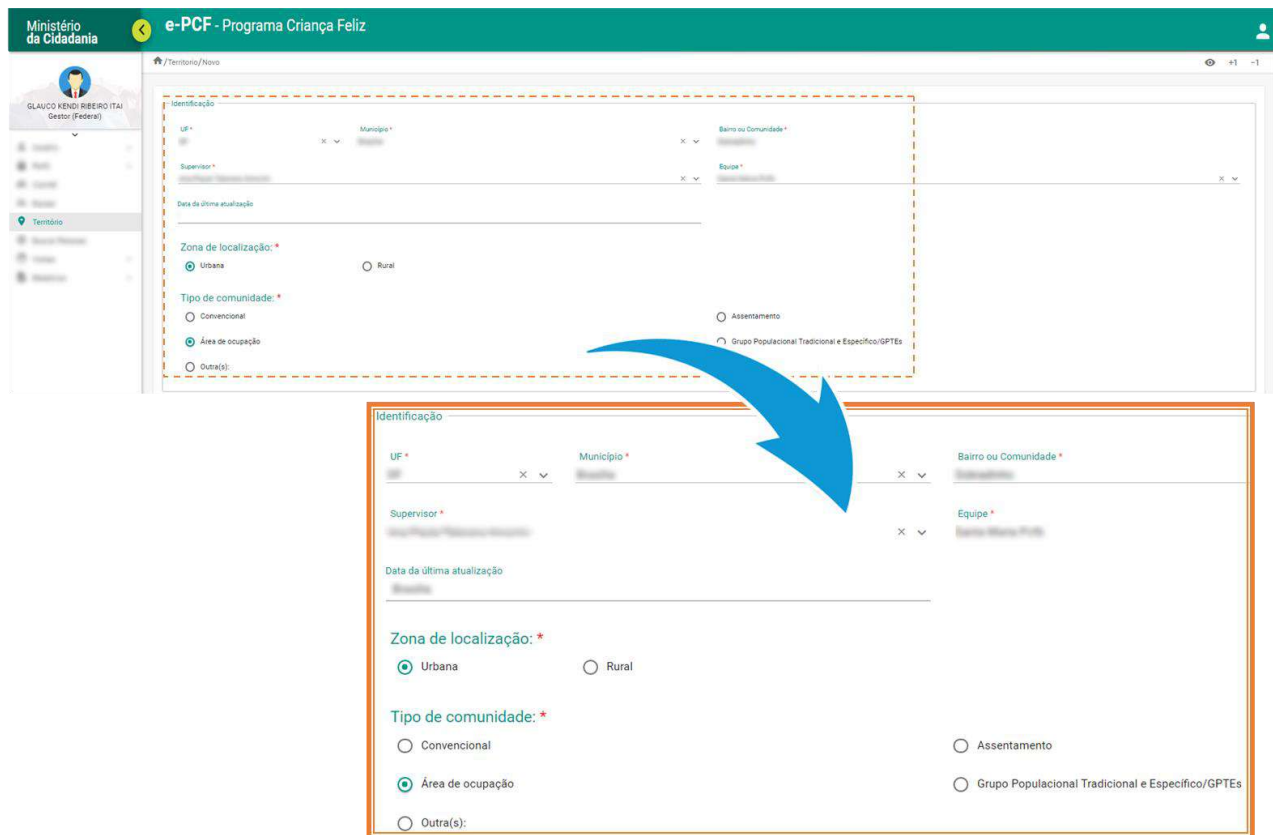 Ministério
da Cidadania
e-PCF - Programa Criança Feliz
/Territorio/Novo
+1 -1
GLAUCO KENDI RIBEIRO ITAI
Gestor (Federal)
Território
Identificação
UF * Município * Bairro ou Comunidade *
Supervisor * Equipe *
Data da última atualização
Zona de localização: *
Urbana Rural
Tipo de comunidade: *
Convencional Assentamento
Área de ocupação Grupo Populacional Tradicional e Específico/GPTEs
Outra(s):
Identificação
UF * Município * Bairro ou Comunidade *
Supervisor * Equipe *
Data da última atualização
Zona de localização: *
Urbana Rural
Tipo de comunidade: *
Convencional Assentamento
Área de ocupação Grupo Populacional Tradicional e Específico/GPTEs
Outra(s):